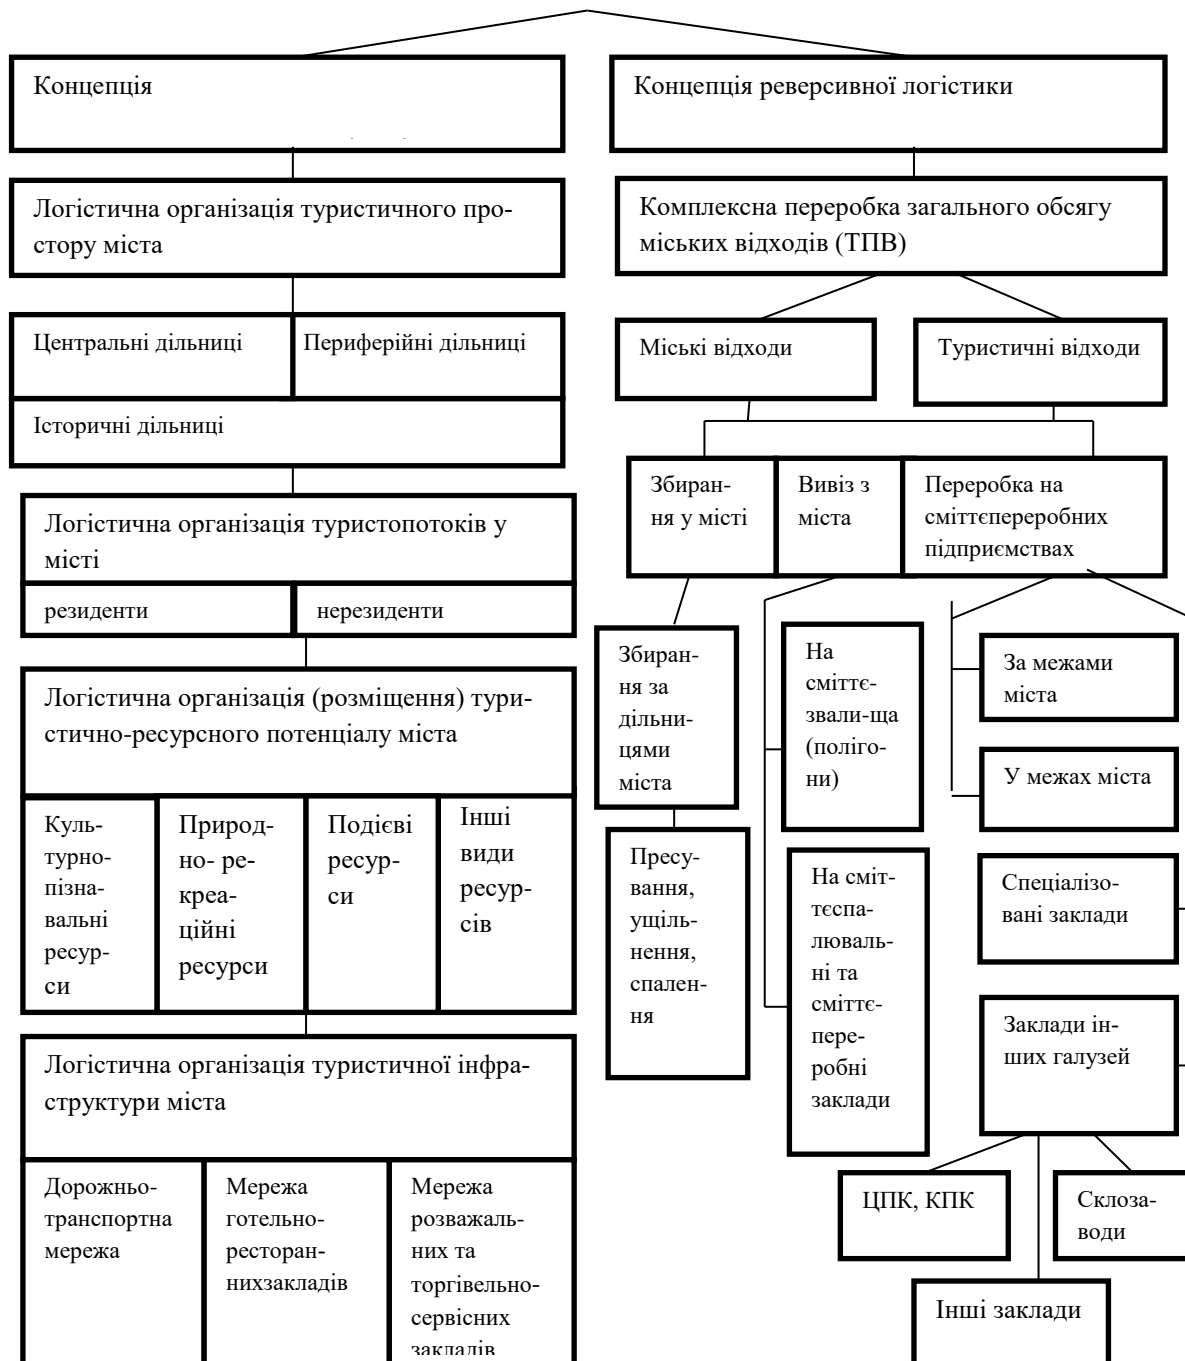 Концепція
Логістична організація туристичного про-
стору міста
Центральні дільниці
Периферійні дільниці
Історичні дільниці
Логістична організація туристопотоків у
місті
резиденти
нерезиденти
Логістична організація (розміщення) тури-
стично-ресурсного потенціалу міста
Куль-
турно-
пізна-
вальні
ресур-
си
Природ-
но- ре-
креа-
ційні
ресурси
Подієві
ресур-
си
Інші
види
ресур-
сів
Логістична організація туристичної інфра-
структури міста
Дорожньо-
транспортна
мережа
Мережа
готельно-
ресторан-
нихзакладів
Мережа
розважаль-
них та
торгівельно-
сервісних
закладів
Концепція реверсивної логістики
Комплексна переробка загального обсягу
міських відходів (ТПВ)
Міські відходи
Туристичні відходи
Збиран-
ня у місті
Вивіз з
міста
Переробка на
сміттєпереробних
підприємствах
Збиран-
ня за
дільни-
цями
міста
Пресу-
вання,
ущіль-
нення,
спален-
ня
На
сміттє-
звали-ща
(поліго-
ни)
На сміт-
тєспа-
люваль-
ні та
сміттє-
пере-
робні
заклади
За межами
міста
У межах міста
Спеціалізо-
вані заклади
Заклади ін-
ших галузей
ЦПК, КПК
Склоза-
води
Інші заклади